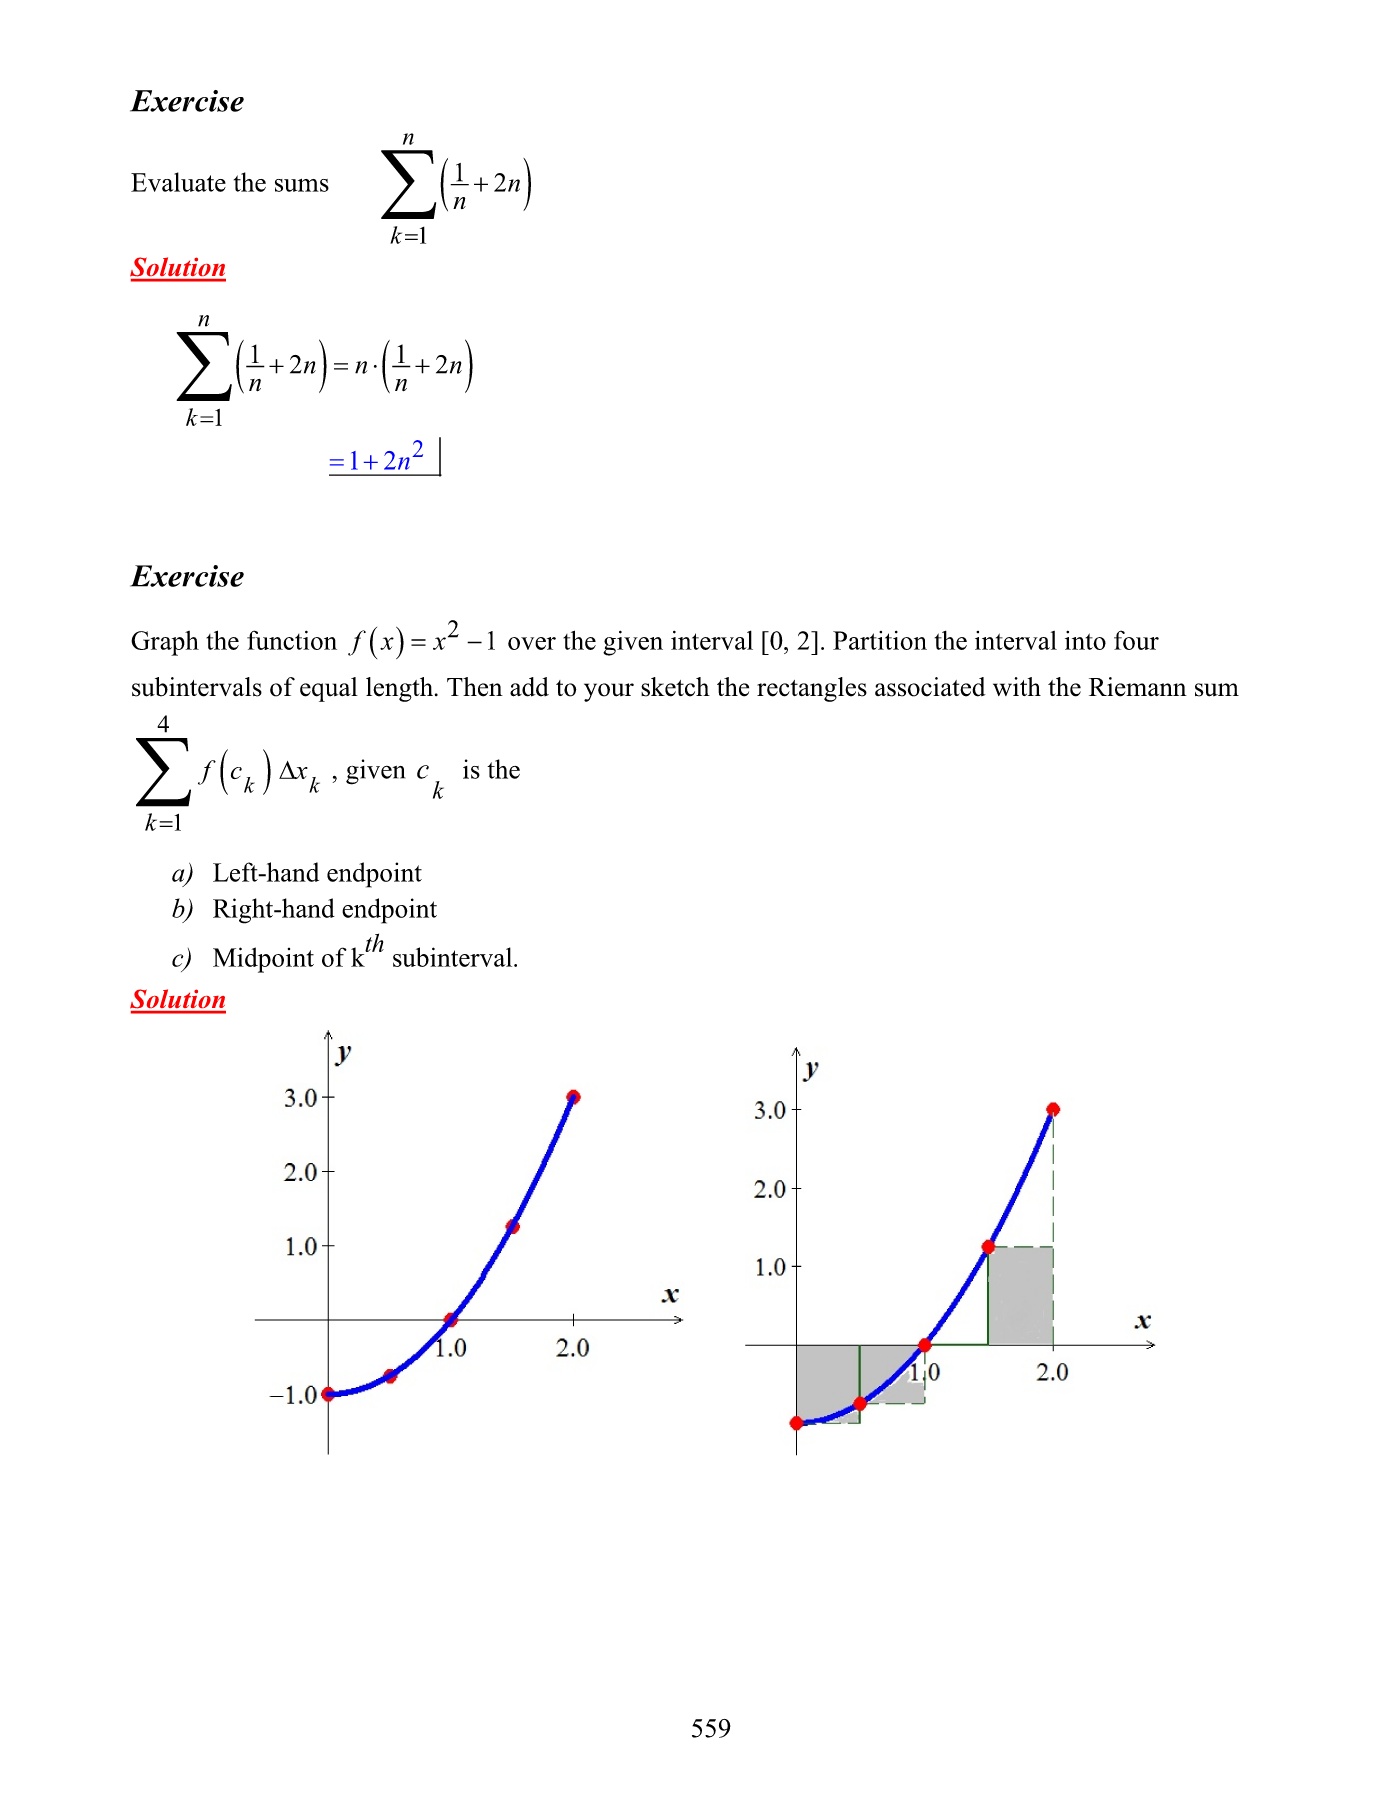 Exercise
Evaluate the sums $\sum_{k=1}^{n}\left(\frac{1}{n}+2n\right)$
Solution
$\sum_{k=1}^{n}\left(\frac{1}{n}+2n\right)=n\cdot\left(\frac{1}{n}+2n\right)$
$=1+2n^2$
Exercise
Graph the function $f(x)=x^2-1$ over the given interval [0, 2]. Partition the interval into four
subintervals of equal length. Then add to your sketch the rectangles associated with the Riemann sum
$\sum_{k=1}^{4}f\left(c_k\right)\Delta x_k$ , given $c_k$ is the
a) Left-hand endpoint
b) Right-hand endpoint
c) Midpoint of k$^{th}$ subinterval.
Solution
y
3.0
2.0
1.0
x
1.0
2.0
−1.0
y
3.0
2.0
1.0
x
1.0
2.0
559